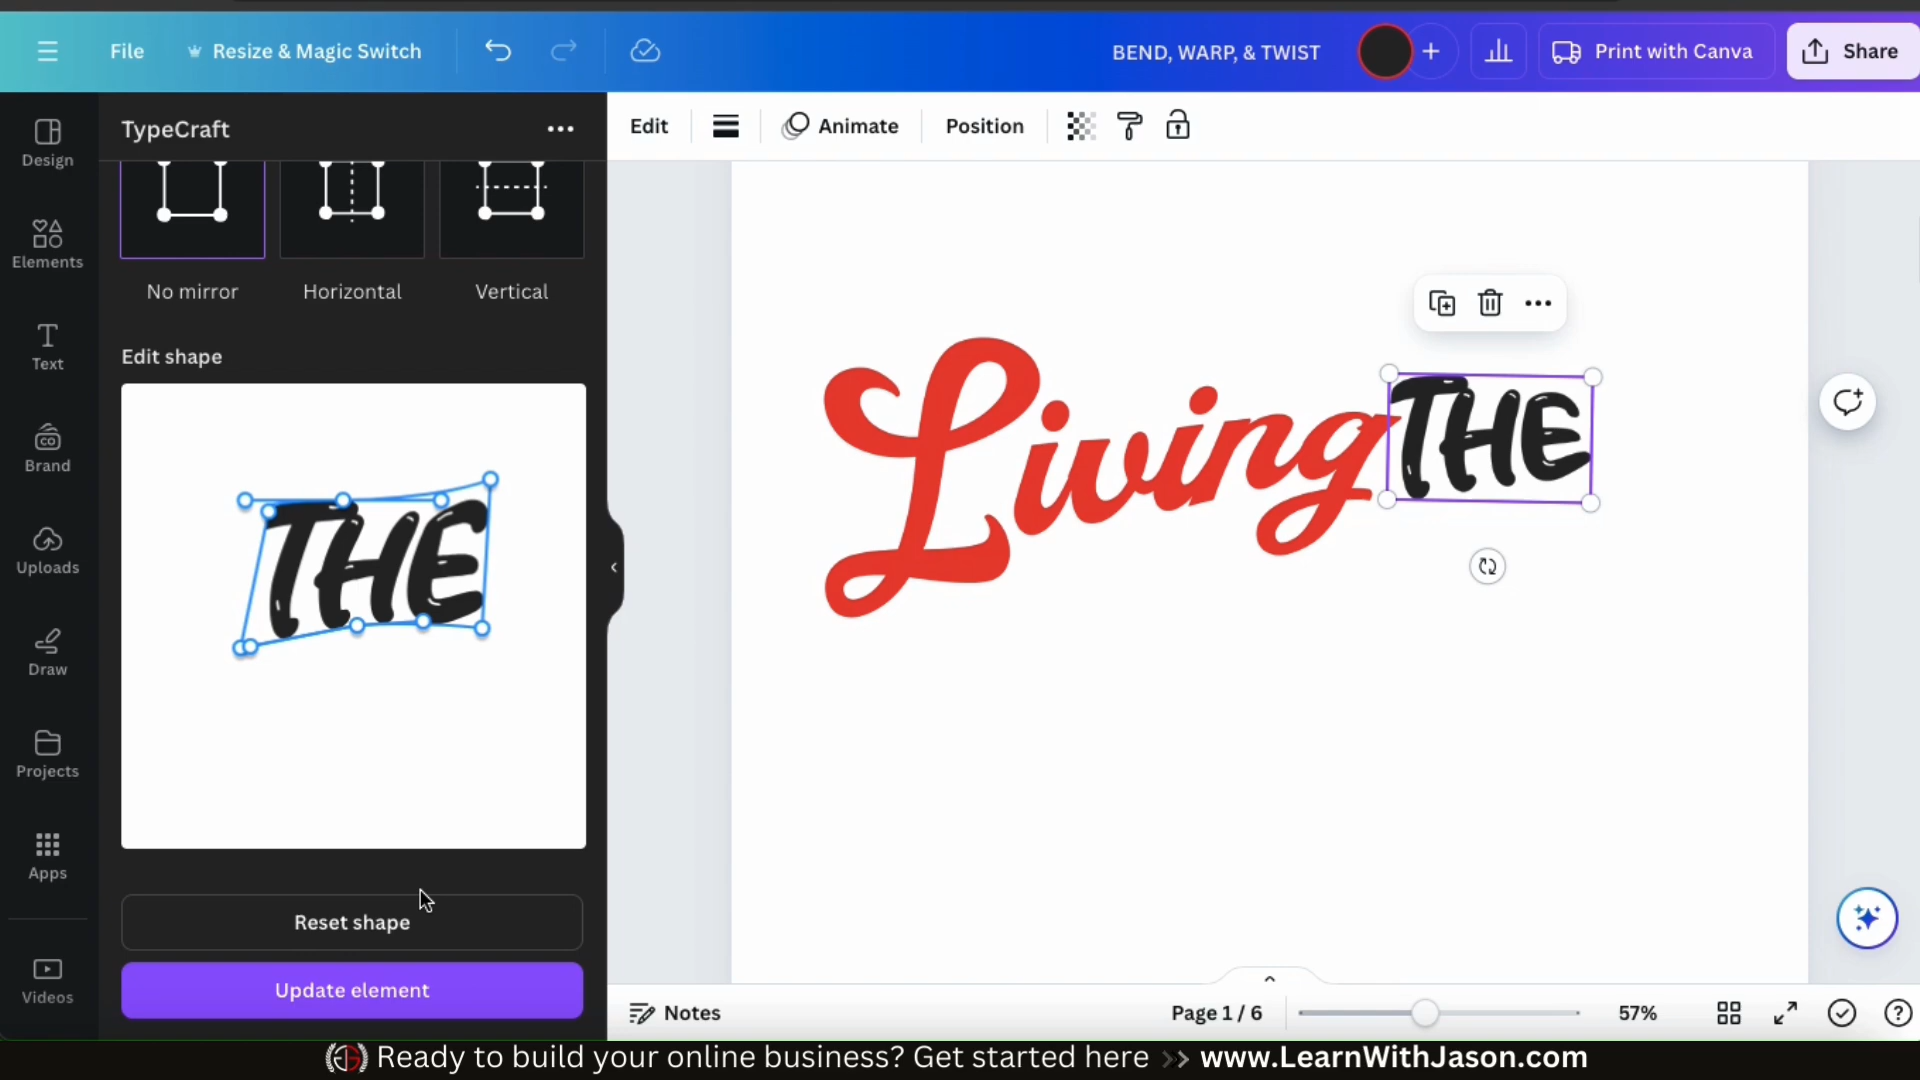 File
Resize & Magic Switch
BEND, WARP, & TWIST
Print with Canva
Share
Design
Elements
Text
Brand
CO
Uploads
Draw
Projects
Apps
Videos
TypeCraft
No mirror
Horizontal
Vertical
Edit shape
THE
Reset shape
Update element
Edit
Animate
Position
Living
THE
Notes
Page 1 / 6
57%
Ready to build your online business? Get started here >> www.LearnWithJason.com